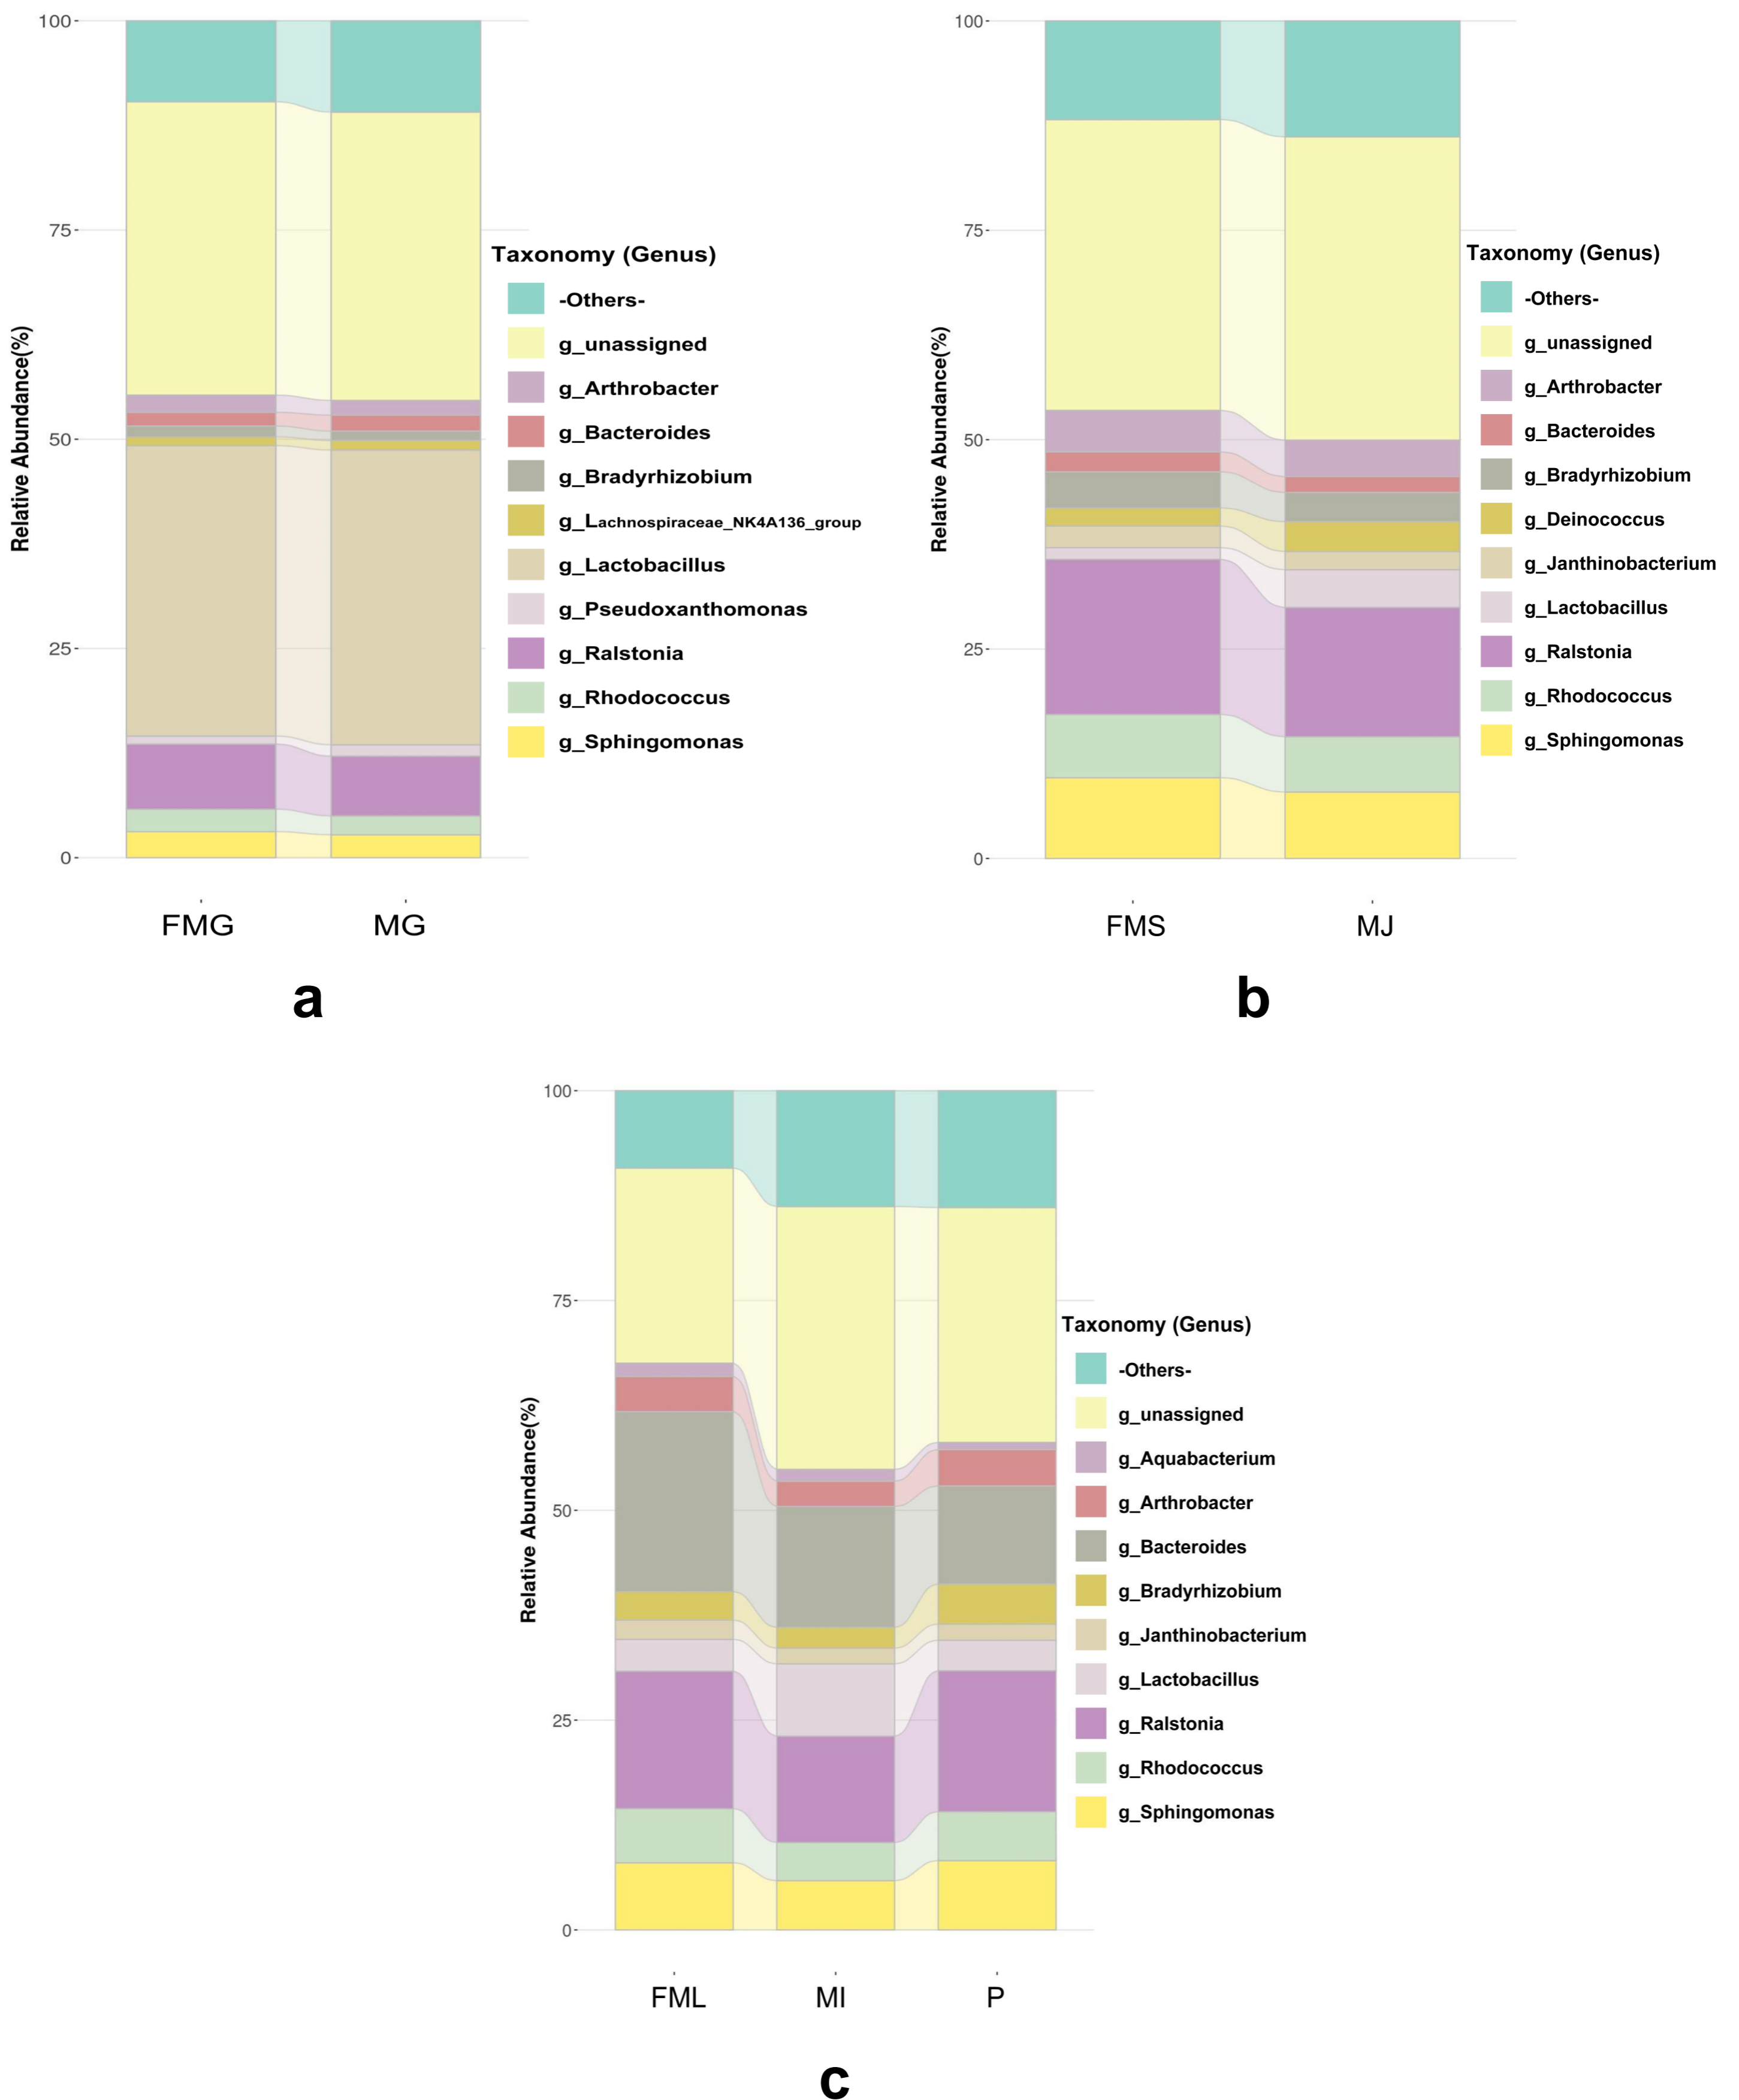 100
75
50
25
0
Relative Abundance(%)
FMG
MG
Taxonomy (Genus)
-Others-
g_unassigned
g_Arthrobacter
g_Bacteroides
g_Bradyrhizobium
g_Lachnospiraceae_NK4A136_group
g_Lactobacillus
g_Pseudoxanthomonas
g_Ralstonia
g_Rhodococcus
g_Sphingomonas
a
100
75
50
25
0
Relative Abundance(%)
FMS
MJ
Taxonomy (Genus)
-Others-
g_unassigned
g_Arthrobacter
g_Bacteroides
g_Bradyrhizobium
g_Deinococcus
g_Janthinobacterium
g_Lactobacillus
g_Ralstonia
g_Rhodococcus
g_Sphingomonas
b
100
75
50
25
0
Relative Abundance(%)
FML
MI
P
Taxonomy (Genus)
-Others-
g_unassigned
g_Aquabacterium
g_Arthrobacter
g_Bacteroides
g_Bradyrhizobium
g_Janthinobacterium
g_Lactobacillus
g_Ralstonia
g_Rhodococcus
g_Sphingomonas
c